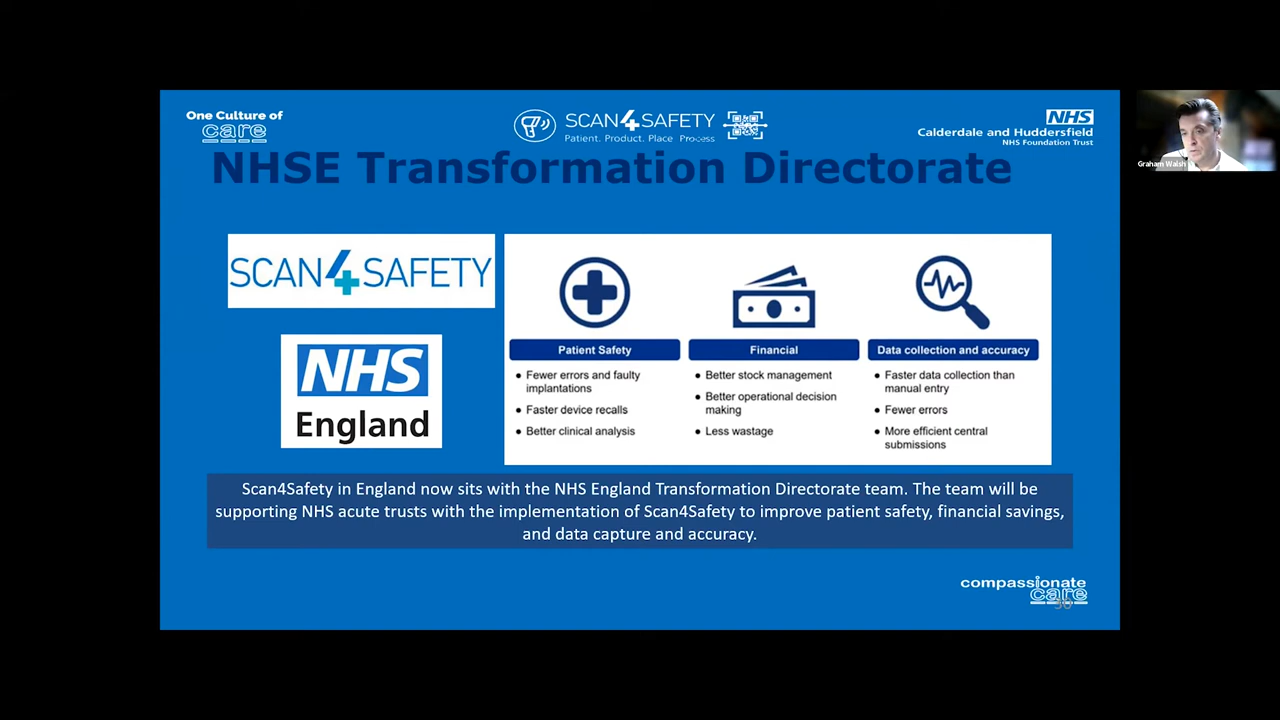 One Culture of
care
SCAN4SAFETY
Patient. Product. Place Process
NHS
Calderdale and Huddersfield
NHS Foundation Trust
NHSE Transformation Directorate
Graham Walsh
SCAN4SAFETY
NHS
England
Patient Safety
• Fewer errors and faulty
implantations
• Faster device recalls
• Better clinical analysis
Financial
• Better stock management
• Better operational decision
making
• Less wastage
Data collection and accuracy
• Faster data collection than
manual entry
• Fewer errors
• More efficient central
submissions
Scan4Safety in England now sits with the NHS England Transformation Directorate team. The team will be
supporting NHS acute trusts with the implementation of Scan4Safety to improve patient safety, financial savings,
and data capture and accuracy.
compassionate
care